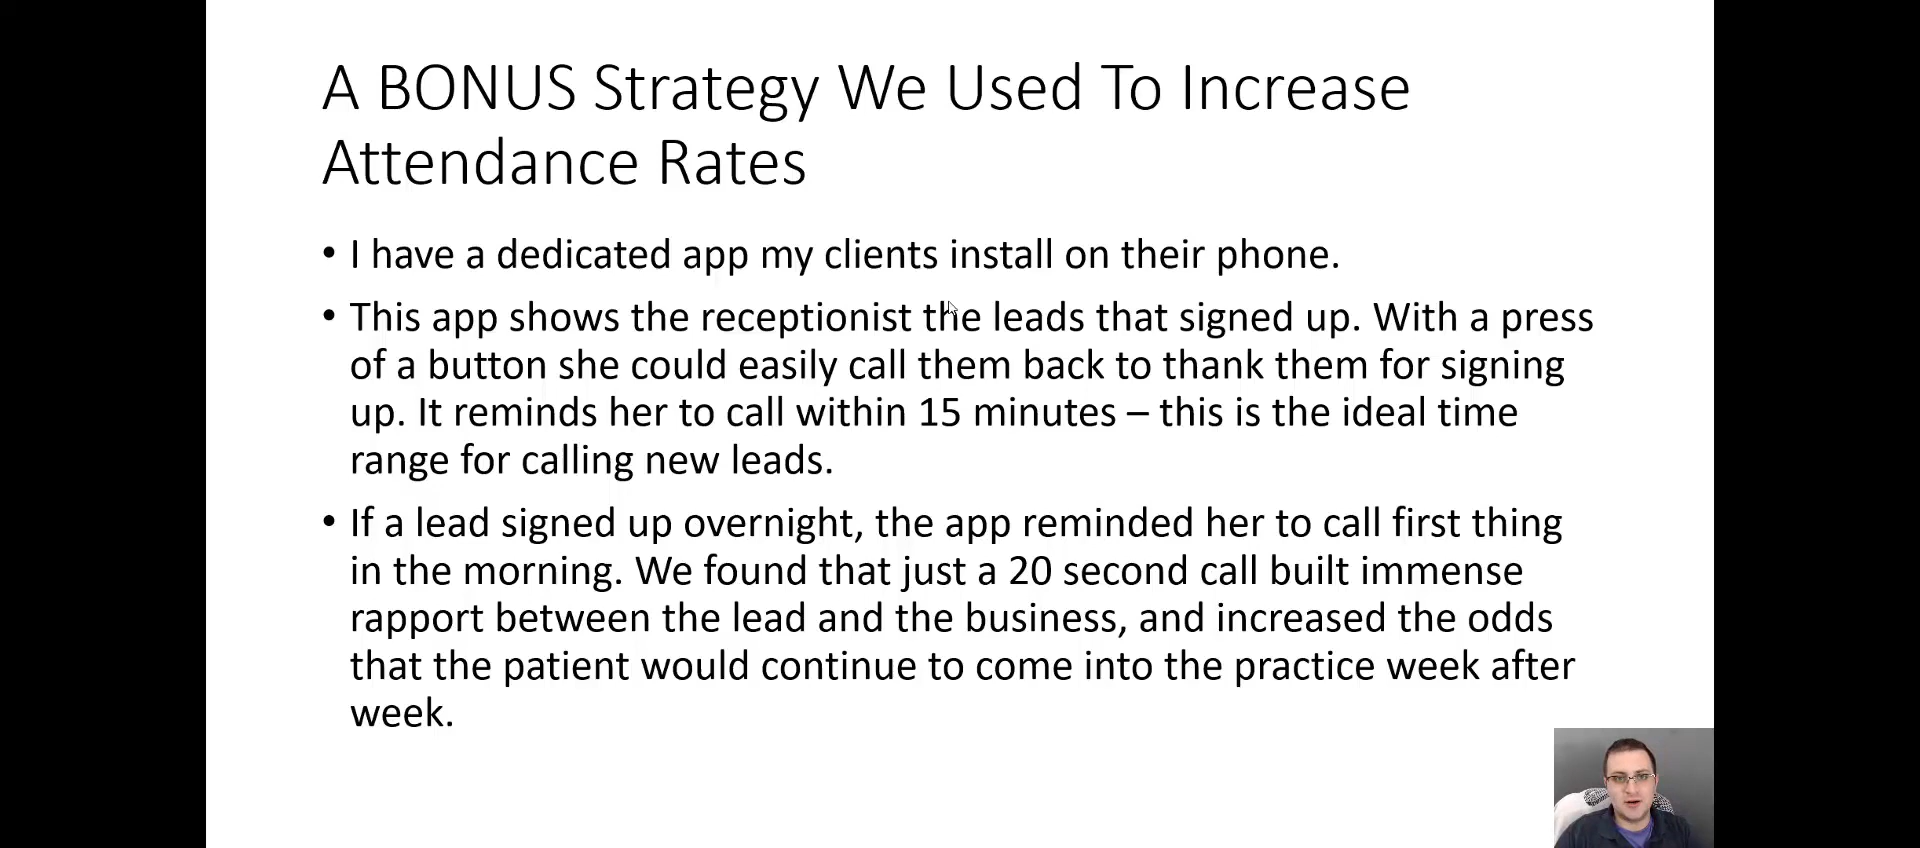 A BONUS Strategy We Used To Increase
Attendance Rates
• I have a dedicated app my clients install on their phone.
• This app shows the receptionist the leads that signed up. With a press
of a button she could easily call them back to thank them for signing
up. It reminds her to call within 15 minutes – this is the ideal time
range for calling new leads.
• If a lead signed up overnight, the app reminded her to call first thing
in the morning. We found that just a 20 second call built immense
rapport between the lead and the business, and increased the odds
that the patient would continue to come into the practice week after
week.